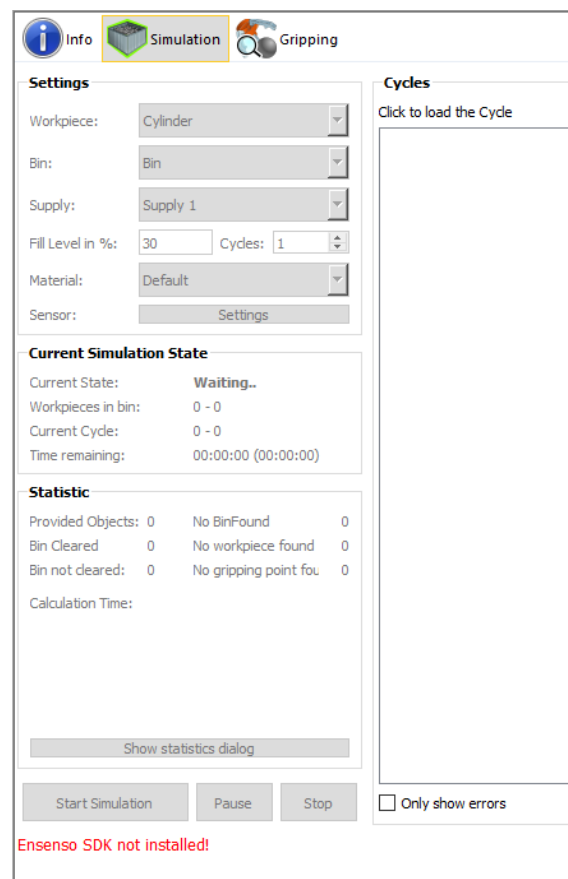 Info Simulation Gripping
Settings
Workpiece: Cylinder
Bin: Bin
Supply: Supply 1
Fill Level in %: 30 Cycles: 1
Material: Default
Sensor: Settings
Current Simulation State
Current State: Waiting..
Workpieces in bin: 0 - 0
Current Cycle: 0 - 0
Time remaining: 00:00:00 (00:00:00)
Statistic
Provided Objects: 0 No BinFound 0
Bin Cleared 0 No workpiece found 0
Bin not cleared: 0 No gripping point fou 0
Calculation Time:
Show statistics dialog
Start Simulation Pause Stop
Ensenso SDK not installed!
Cycles
Click to load the Cycle
Only show errors